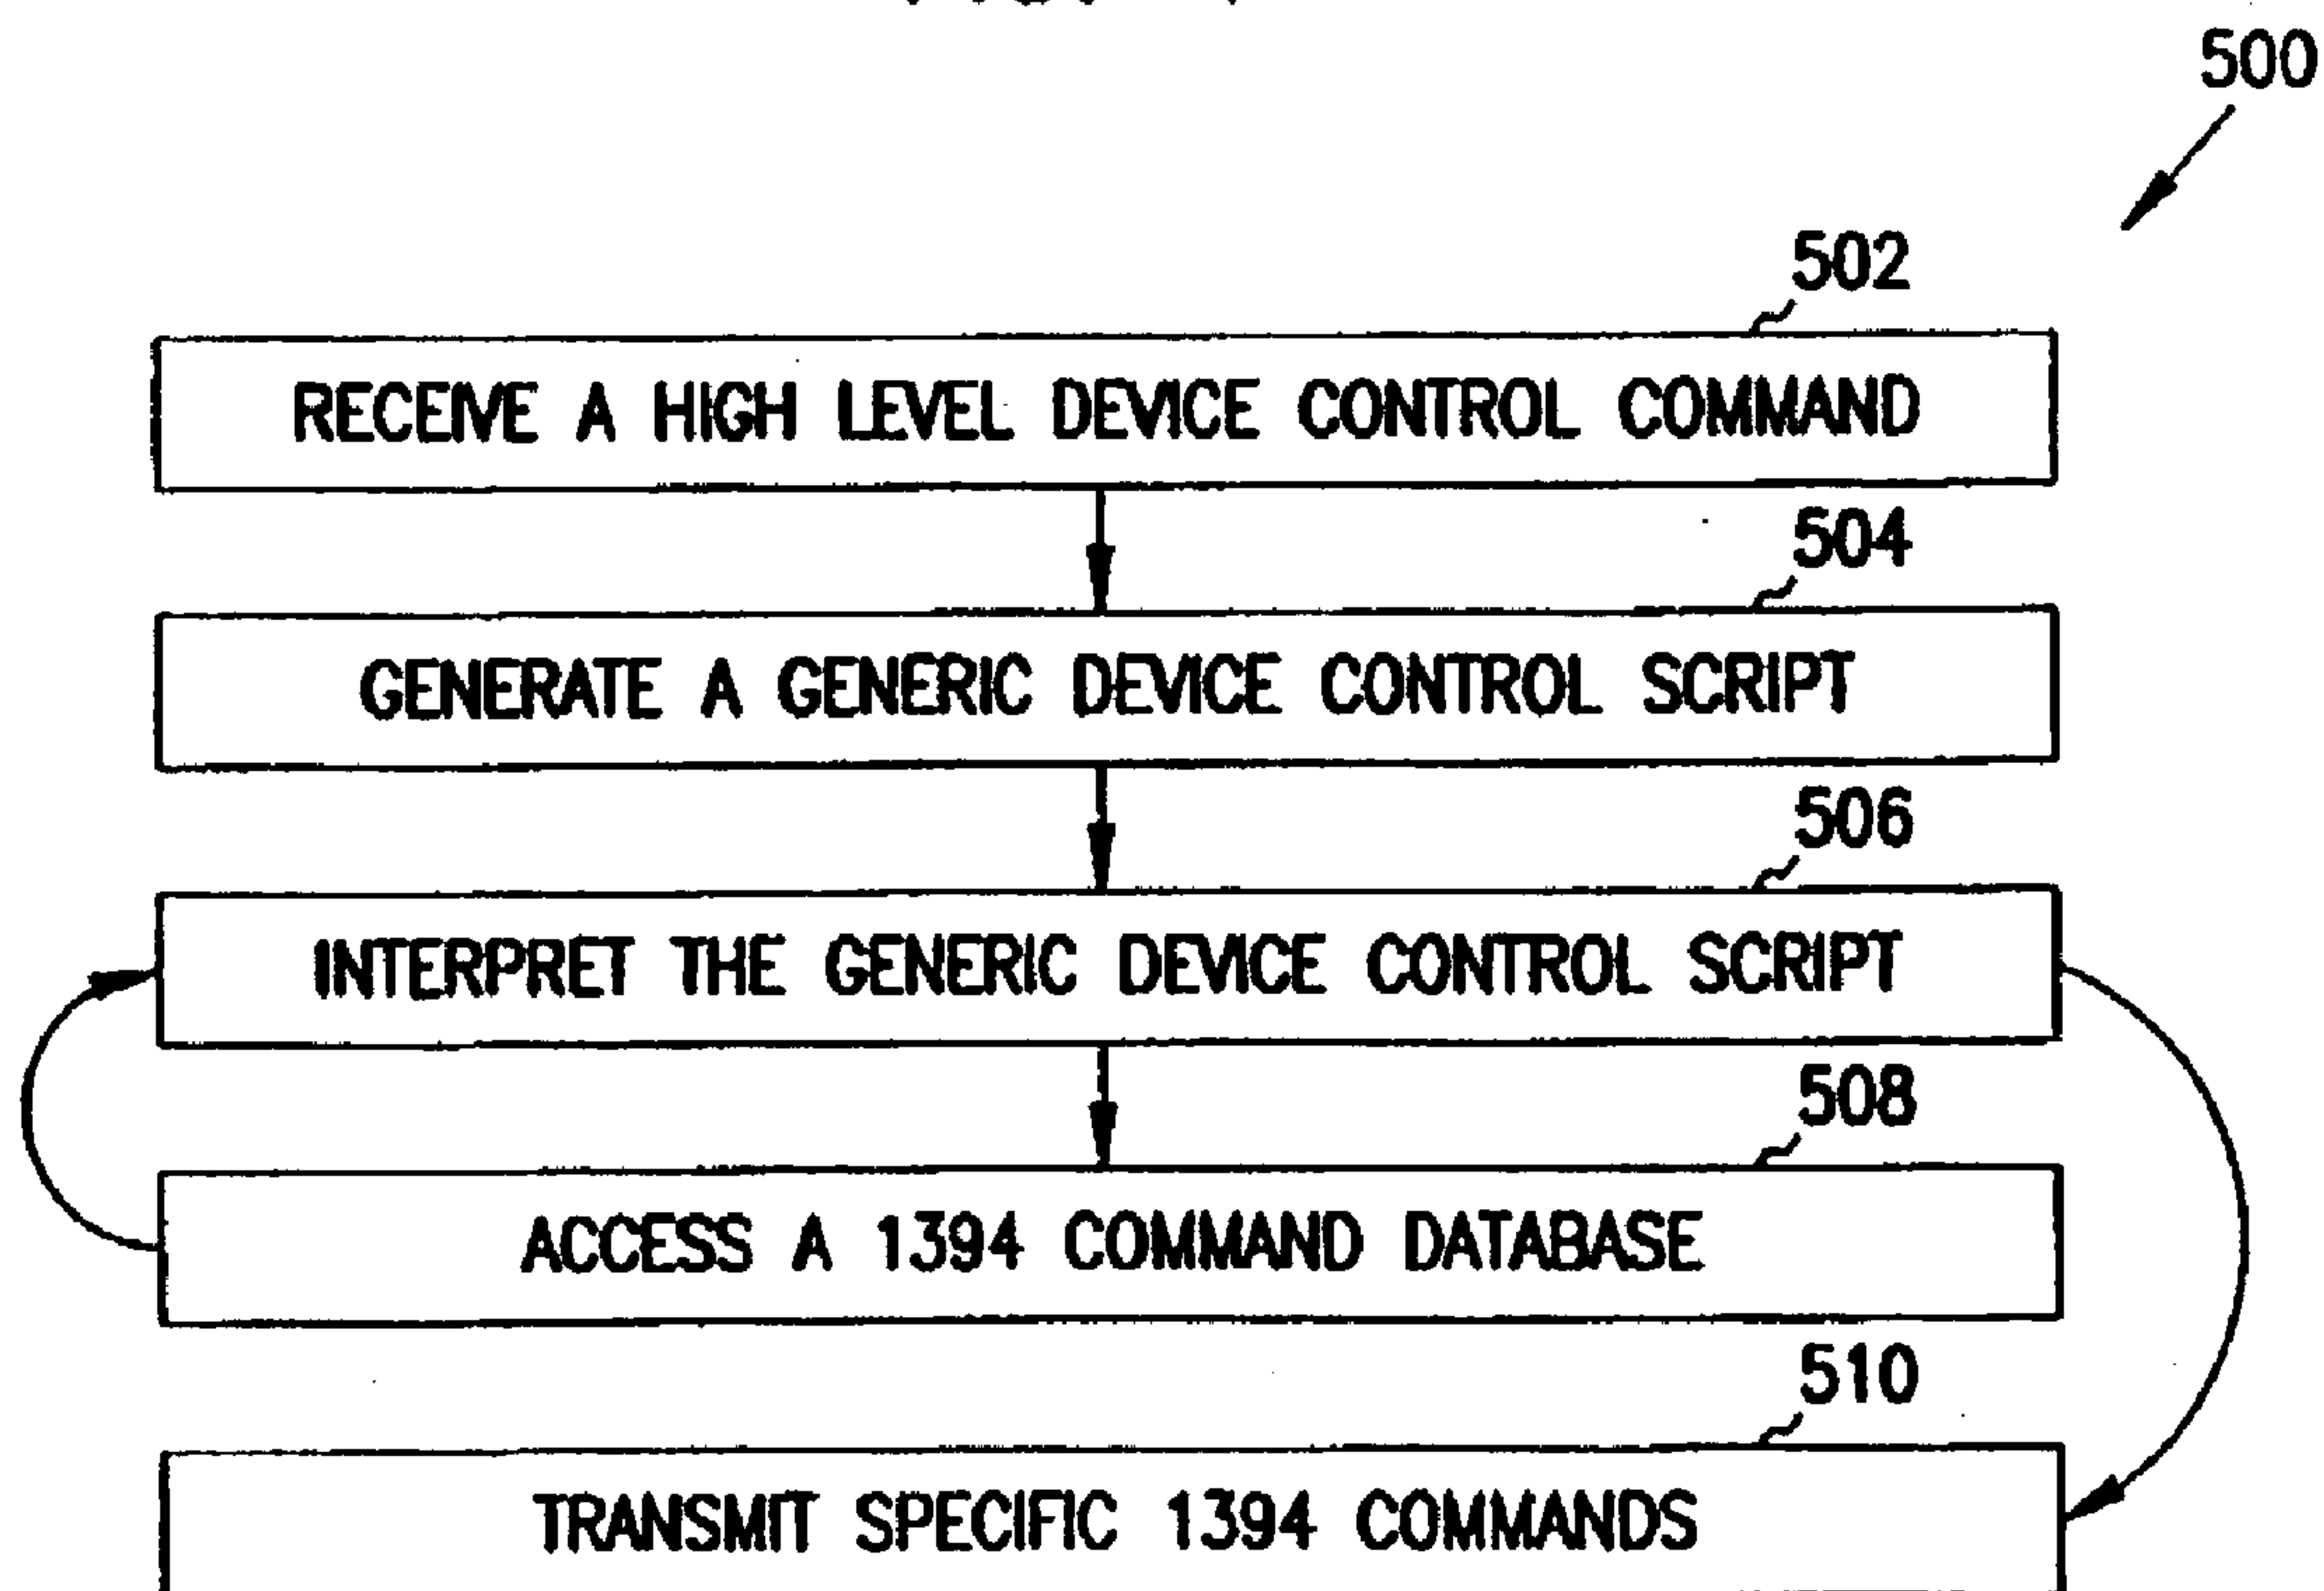 500
502
RECEIVE A HIGH LEVEL DEVICE CONTROL COMMAND
504
GENERATE A GENERIC DEVICE CONTROL SCRIPT
506
INTERPRET THE GENERIC DEVICE CONTROL SCRIPT
508
ACCESS A 1394 COMMAND DATABASE
510
TRANSMIT SPECIFIC 1394 COMMANDS